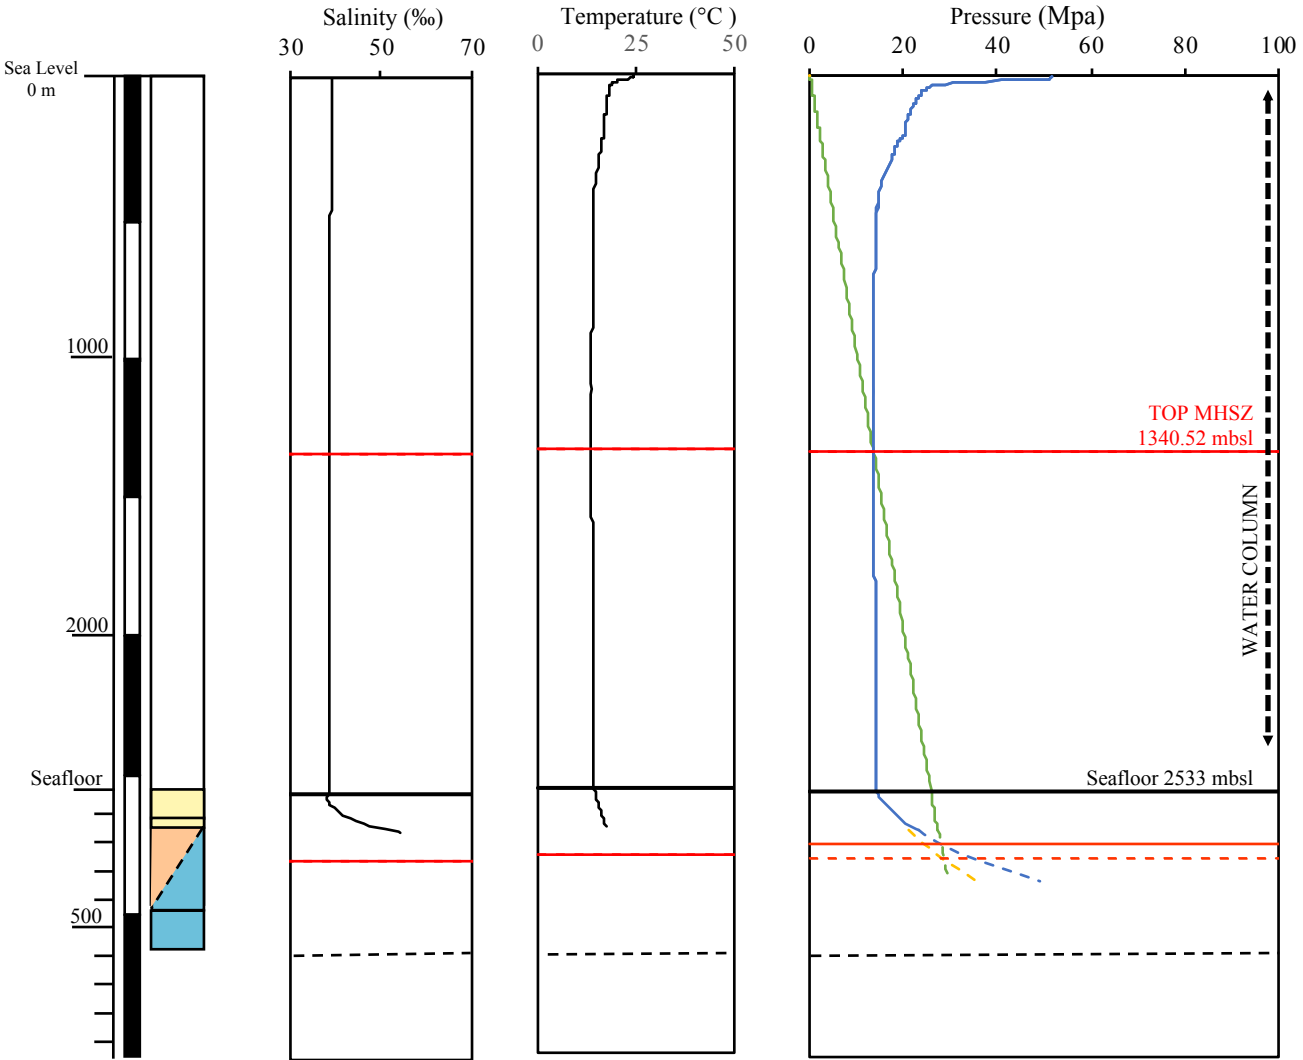 Salinity (‰)
Temperature (°C )
Pressure (Mpa)
30 50 70
0 25 50
0 20 40 60 80 100
Sea Level
0 m
1000
TOP MHSZ
1340.52 mbsl
WATER COLUMN
2000
Seafloor
Seafloor 2533 mbsl
500